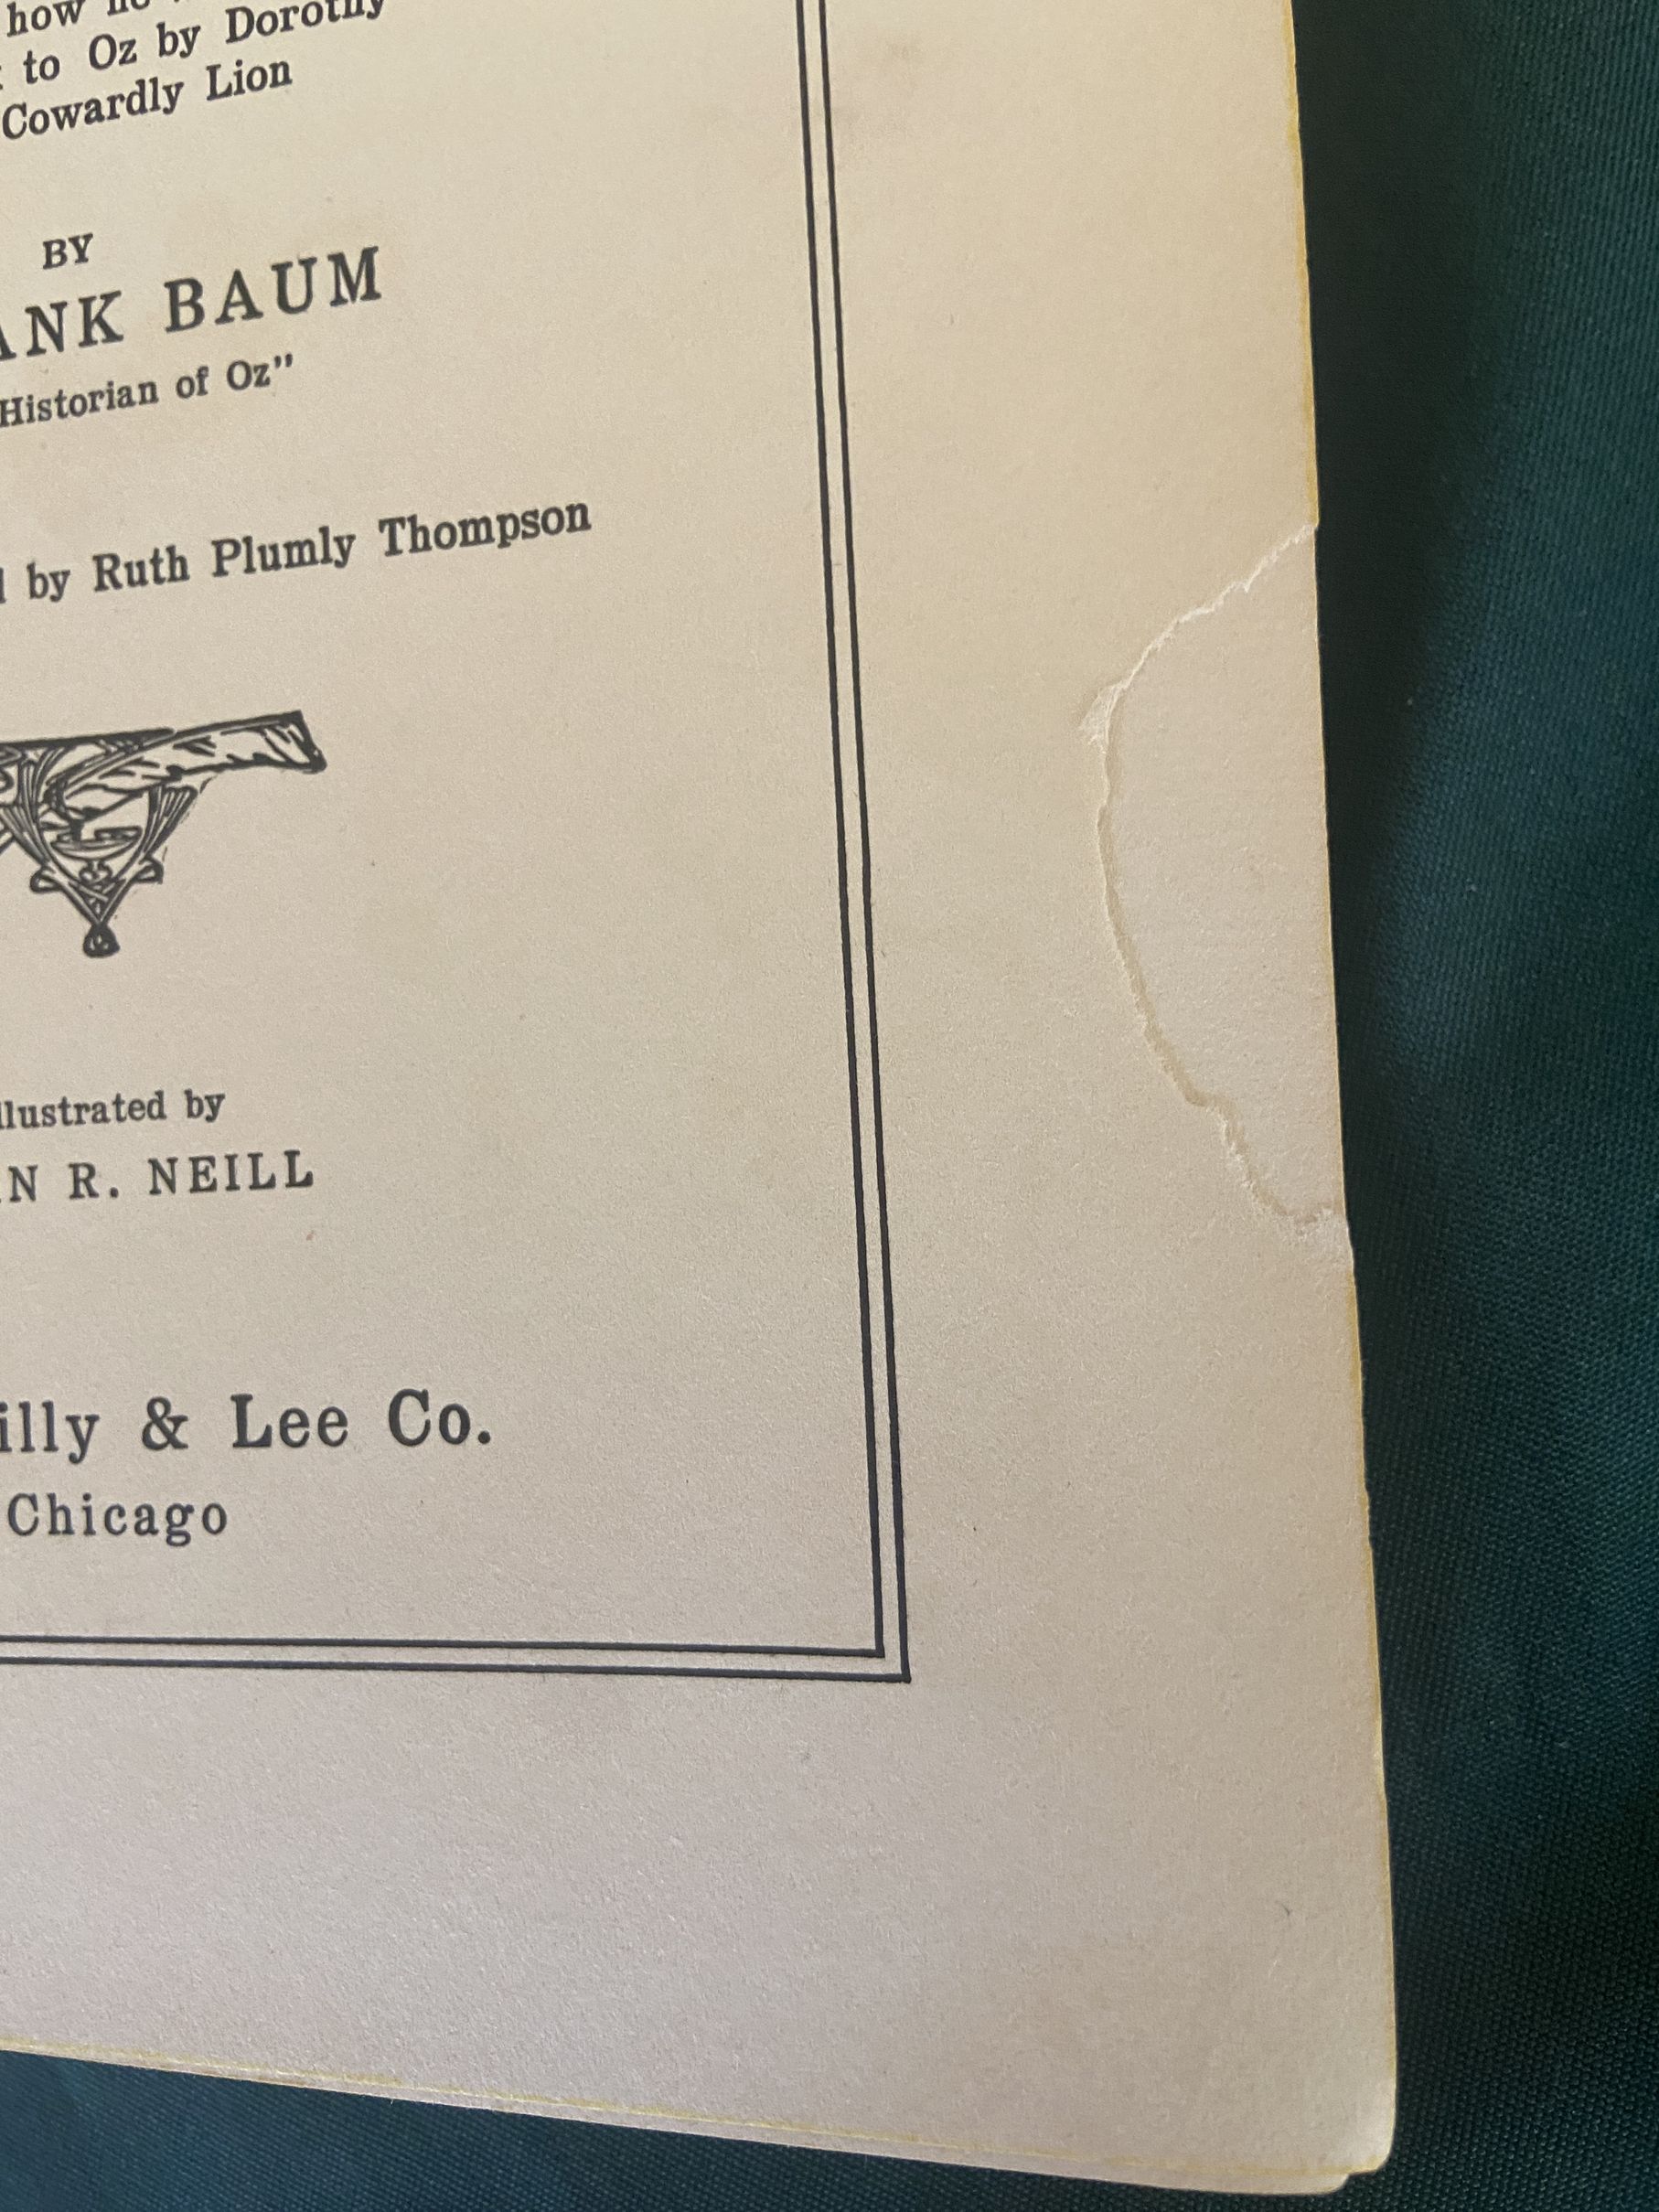 how
to Oz by Dorothy
Cowardly Lion
BY
ANK BAUM
Historian of Oz"
by Ruth Plumly Thompson
llustrated by
N R. NEILL
illy & Lee Co.
Chicago